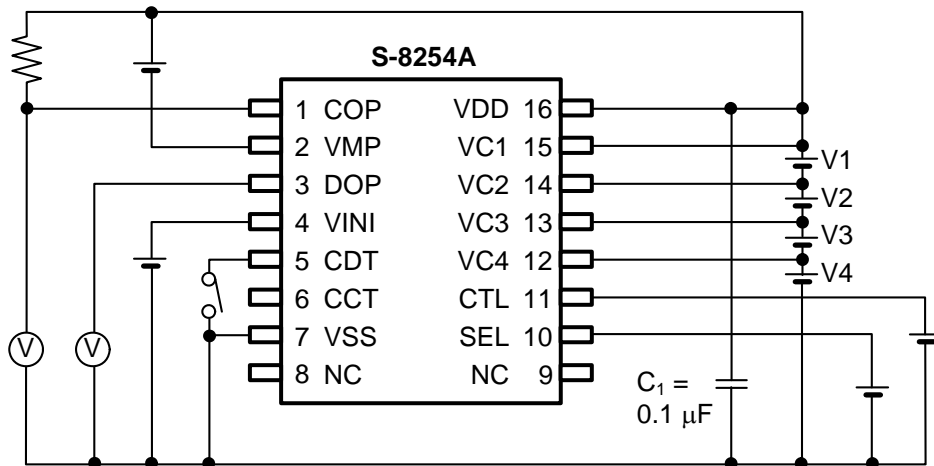 S-8254A
1 COP VDD 16
2 VMP VC1 15
V1
3 DOP VC2 14
V2
4 VINI VC3 13
V3
5 CDT VC4 12
V4
6 CCT CTL 11
7 VSS SEL 10
V V
8 NC NC 9
C₁ =
0.1 μF